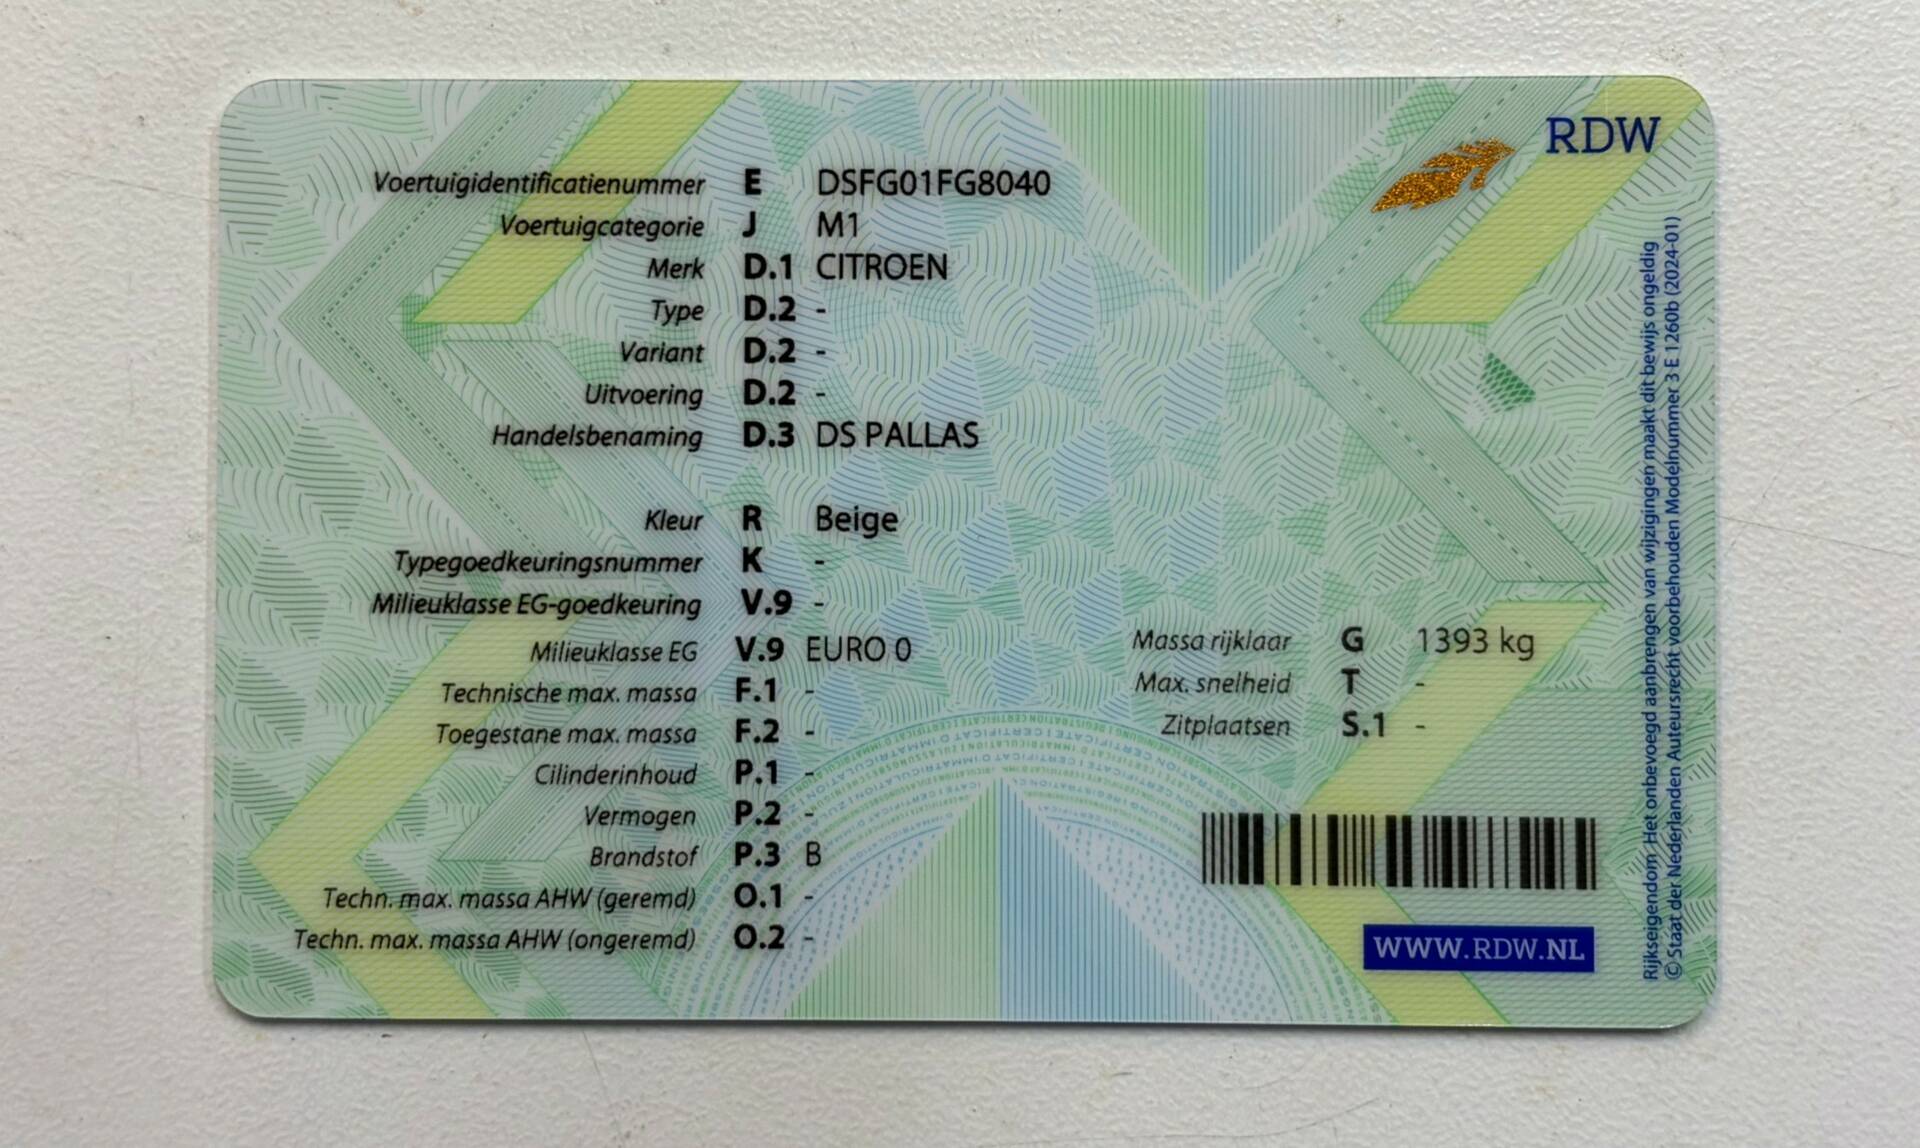 RDW
Voertuigidentificatienummer E DSFG01FG8040
Voertuigcategorie J M1
Merk D.1 CITROEN
Type D.2 -
Variant D.2 -
Uitvoering D.2 -
Handelsbenaming D.3 DS PALLAS
Kleur R Beige
Typegoedkeuringsnummer K -
Milieuklasse EG-goedkeuring V.9 -
Milieuklasse EG V.9 EURO 0
Technische max. massa F.1 -
Toegestane max. massa F.2 -
Cilinderinhoud P.1 -
Vermogen P.2 -
Brandstof P.3 B
Techn. max. massa AHW (geremd) O.1 -
Techn. max. massa AHW (ongeremd) O.2 -
Massa rijklaar G 1393 kg
Max. snelheid T -
Zitplaatsen S.1 -
WWW.RDW.NL
Rijkseigendom Het onbevoegd aanbrengen van wijzigingen maakt dit bewijs ongeldig
© Staat der Nederlanden Auteursrecht voorbehouden Modelnummer 3 E 1260b (2024-01)